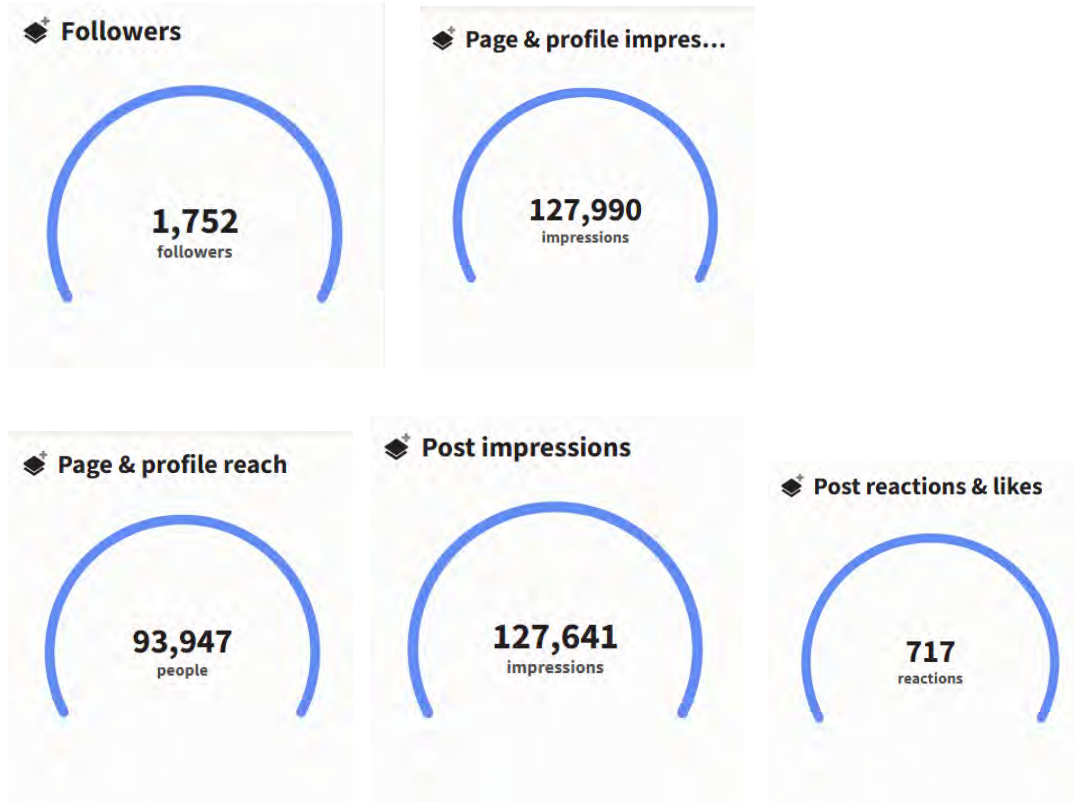 Followers
1,752
followers
Page & profile impres...
127,990
impressions
Page & profile reach
93,947
people
Post impressions
127,641
impressions
Post reactions & likes
717
reactions